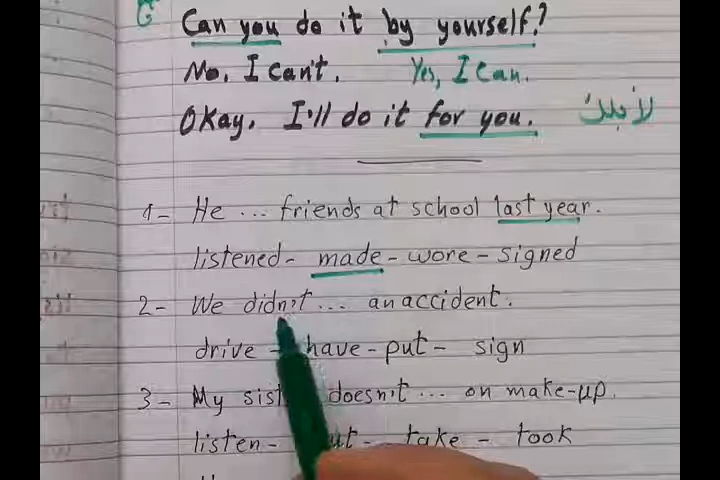 Can you do it by yourself?
No, I can't. Yes, I can.
Okay. I'll do it for you. لأجلك
1- He ... friends at school last year.
listened - made - wore - signed
2- We didn't ... an accident.
drive - have - put - sign
3- My doesn't ... on make-up.
listen - take - took